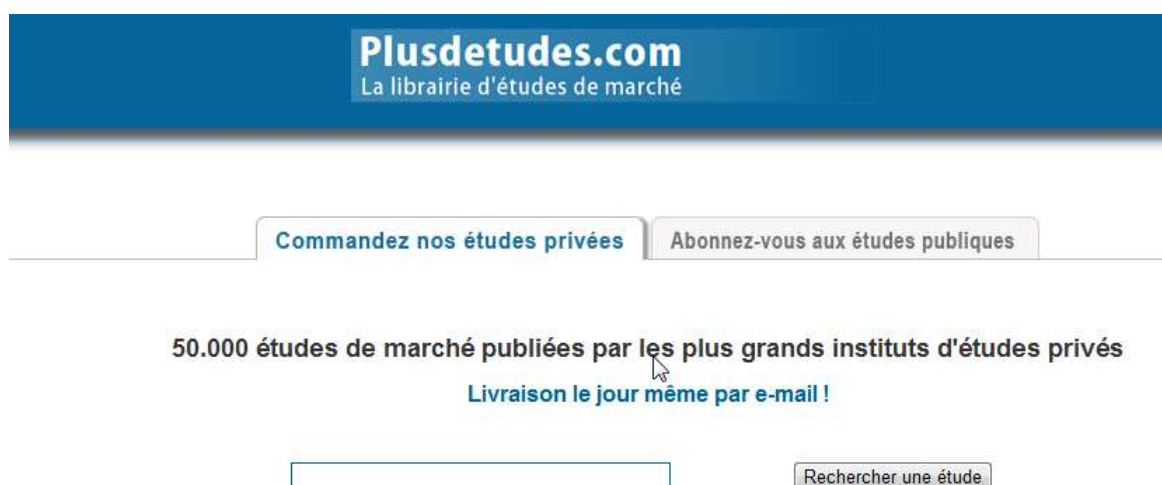 Plusdetudes.com
La librairie d'études de marché
Commandez nos études privées
Abonnez-vous aux études publiques
50.000 études de marché publiées par les plus grands instituts d'études privés
Livraison le jour même par e-mail !
Rechercher une étude